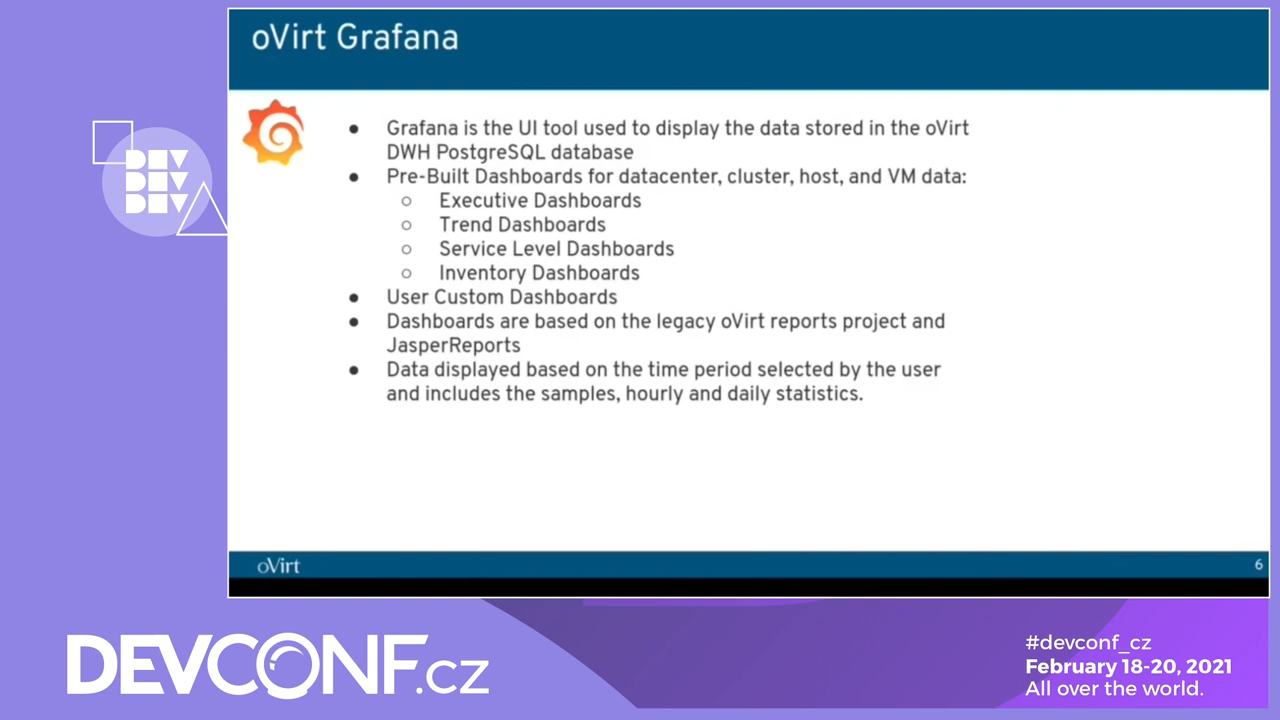 oVirt Grafana
● Grafana is the UI tool used to display the data stored in the oVirt
DWH PostgreSQL database
● Pre-Built Dashboards for datacenter, cluster, host, and VM data:
○ Executive Dashboards
○ Trend Dashboards
○ Service Level Dashboards
○ Inventory Dashboards
● User Custom Dashboards
● Dashboards are based on the legacy oVirt reports project and
JasperReports
● Data displayed based on the time period selected by the user
and includes the samples, hourly and daily statistics.
DEV
DEV
DEV
oVirt
6
DEVCONF.cz
#devconf_cz
February 18-20, 2021
All over the world.